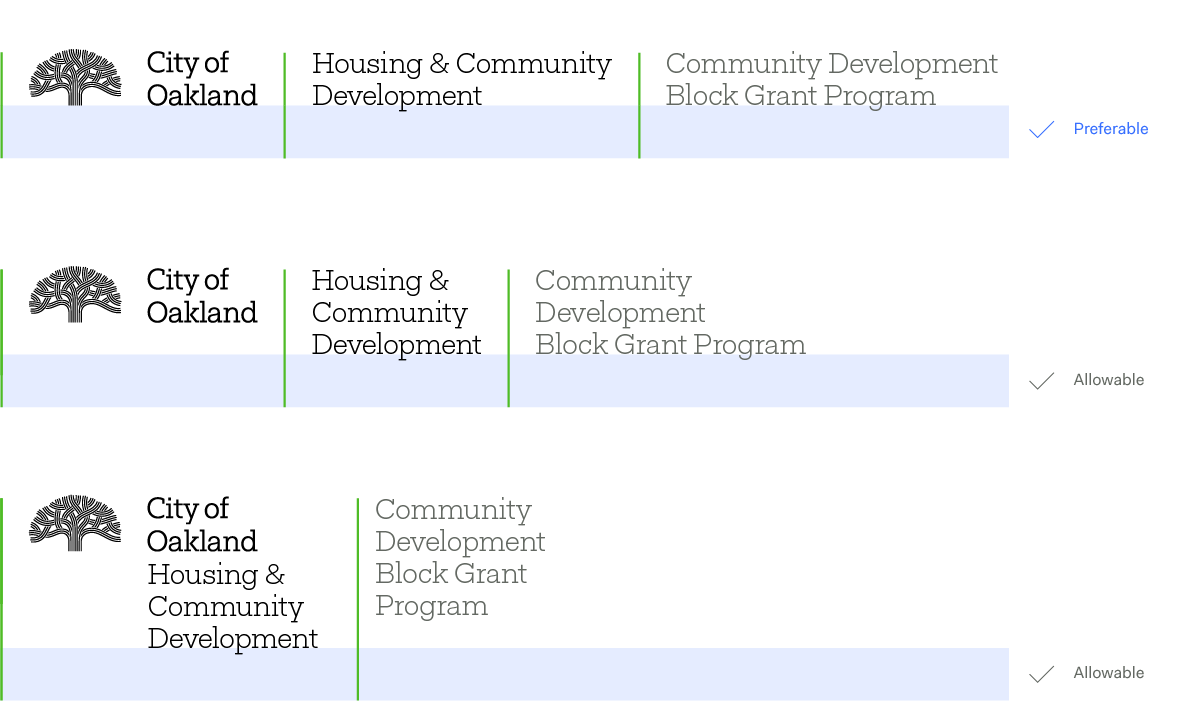 City of
Oakland
Housing & Community
Development
Community Development
Block Grant Program
Preferable
City of
Oakland
Housing &
Community
Development
Community
Development
Block Grant Program
Allowable
City of
Oakland
Housing &
Community
Development
Community
Development
Block Grant
Program
Allowable